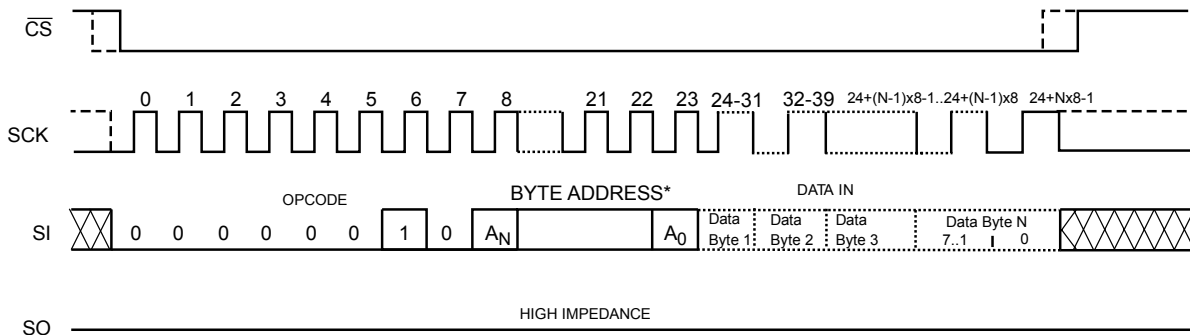 CS
0 1 2 3 4 5 6 7 8 21 22 23 24-31 32-39 24+(N-1)x8-1..24+(N-1)x8 24+Nx8-1
SCK
OPCODE BYTE ADDRESS* DATA IN
SI 0 0 0 0 0 0 1 0 AN A0 Data Byte 1 Data Byte 2 Data Byte 3 Data Byte N 7..1 0
HIGH IMPEDANCE
SO